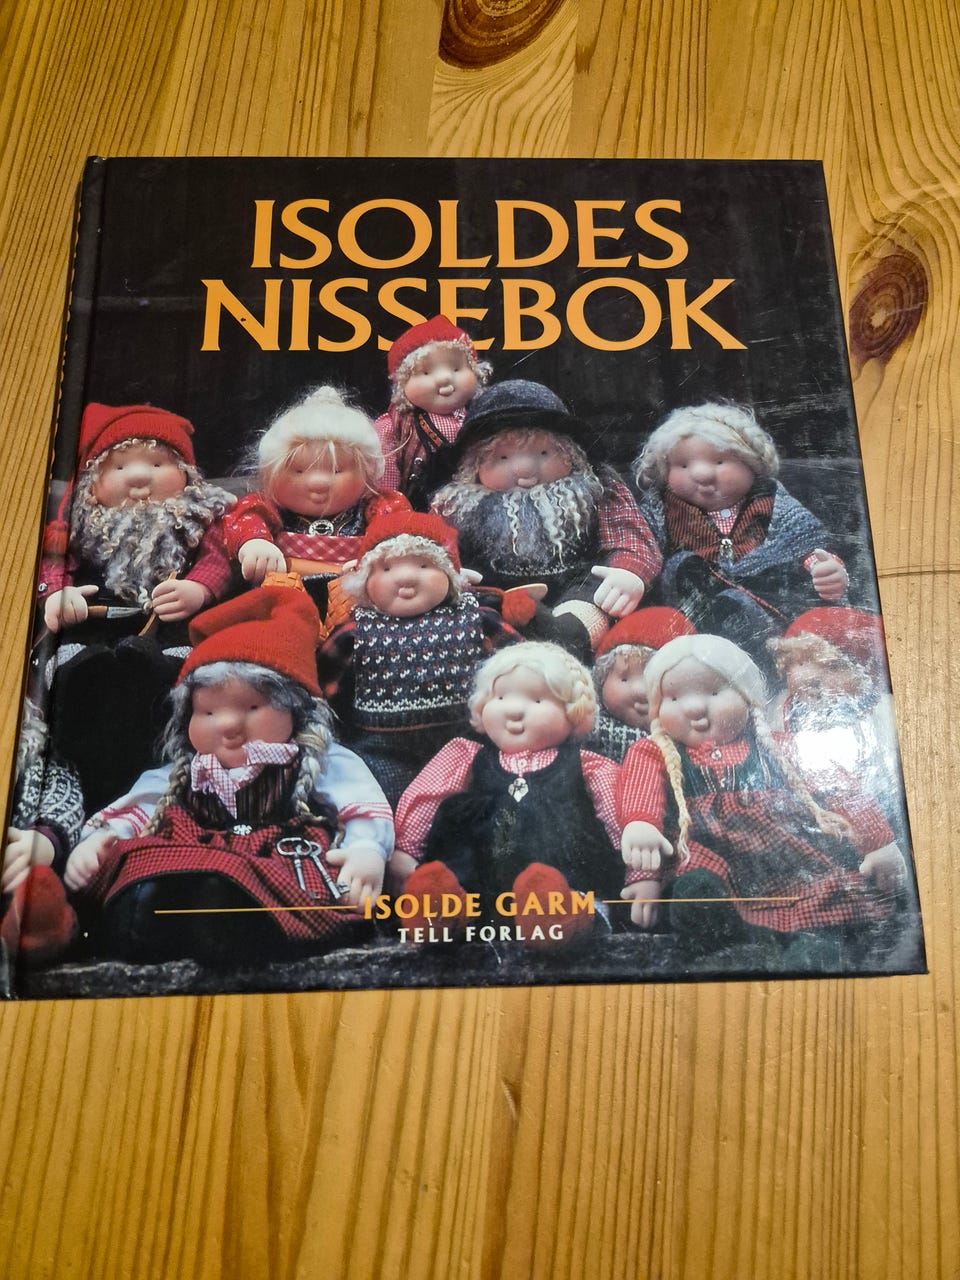 ISOLDES
NISSEBOK
ISOLDE GARM
TELL FORLAG